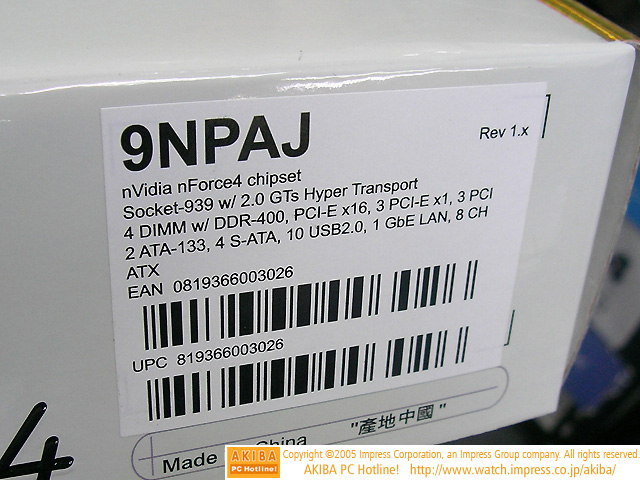 9NPAJ
Rev 1.x
nVidia nForce4 chipset
Socket-939 w/ 2.0 GTs Hyper Transport
4 DIMM w/ DDR-400, PCI-E x16, 3 PCI-E x1, 3 PCI
2 ATA-133, 4 S-ATA, 10 USB2.0, 1 GbE LAN, 8 CH
ATX
EAN 0819366003026
UPC 819366003026
4
Made China "產地中國"
AKIBA PC Hotline!
Copyright ©2005 Impress Corporation, an Impress Group company. All rights reserved.
AKIBA PC Hotline! http://www.watch.impress.co.jp/akiba/